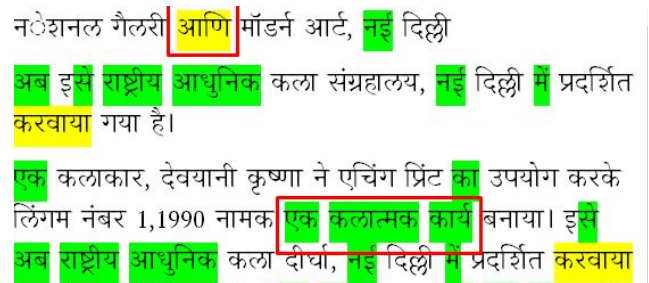 नेशनल गैलरी आणि मॉडर्न आर्ट, नई दिल्ली
अब इसे राष्ट्रीय आधुनिक कला संग्रहालय, नई दिल्ली में प्रदर्शित
करवाया गया है।
एक कलाकार, देवयानी कृष्णा ने एचिंग प्रिंट का उपयोग करके
लिंगम नंबर 1,1990 नामक एक कलात्मक कार्य बनाया। इसे
अब राष्ट्रीय आधुनिक कला दीर्घा, नई दिल्ली में प्रदर्शित करवाया